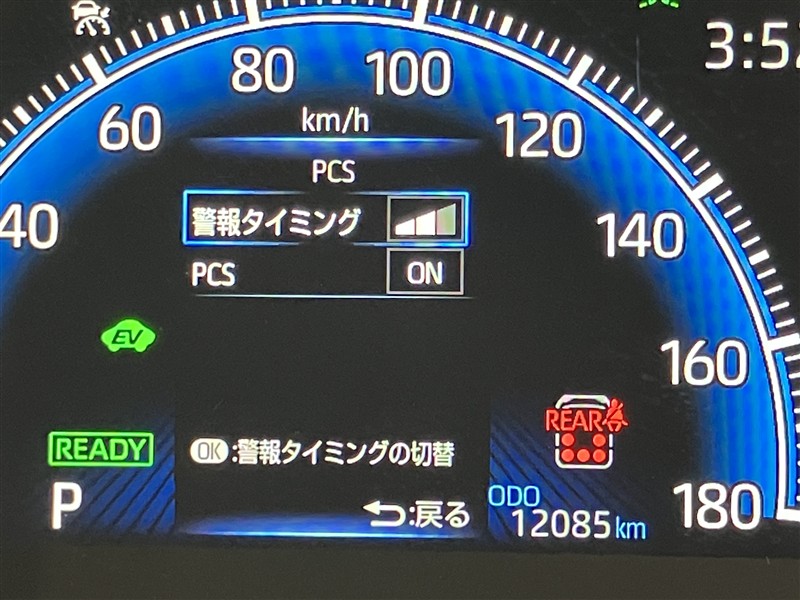 3:52
80
100
60
km/h
120
PCS
40
警報タイミング
140
PCS
ON
EV
160
REAR
READY
OK:警報タイミングの切替
P
:戻る
ODO
180
12085km